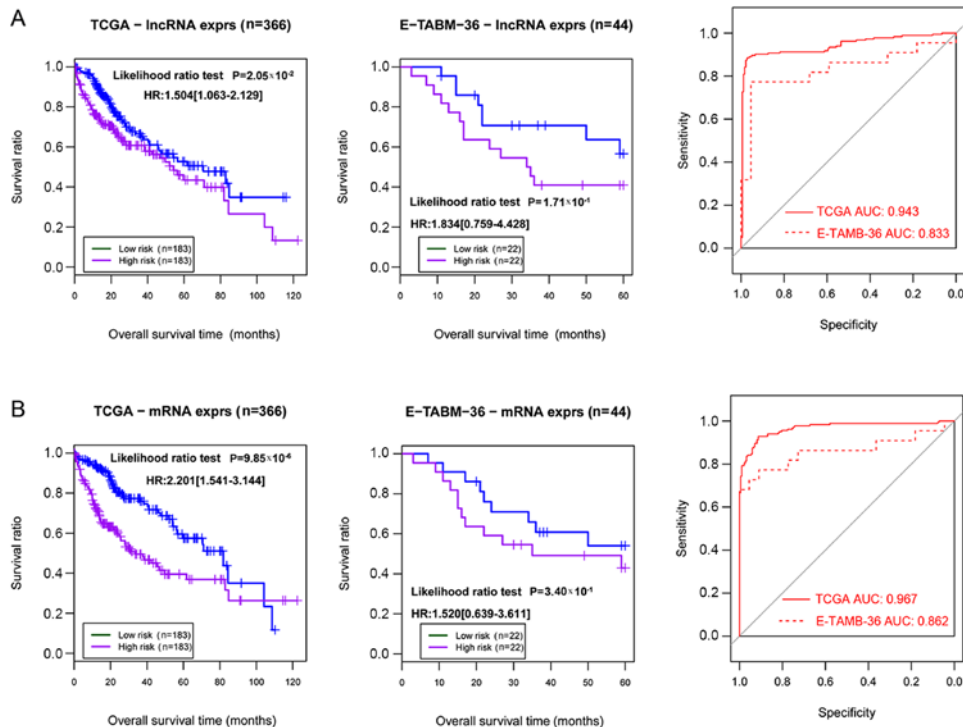 A
TCGA − lncRNA exprs (n=366)
Likelihood ratio test P=2.05×10⁻²
HR:1.504[1.063-2.129]
Survival ratio
1.0
0.8
0.6
0.4
0.2
0.0
Low risk (n=183)
High risk (n=183)
0 20 40 60 80 100 120
Overall survival time (months)
E−TABM−36 − lncRNA exprs (n=44)
Survival ratio
1.0
0.8
0.6
0.4
0.2
0.0
Likelihood ratio test P=1.71×10⁻¹
HR:1.834[0.759-4.428]
Low risk (n=22)
High risk (n=22)
0 10 20 30 40 50 60
Overall survival time (months)
Sensitivity
1.0
0.8
0.6
0.4
0.2
0.0
TCGA AUC: 0.943
E-TAMB-36 AUC: 0.833
1.0 0.8 0.6 0.4 0.2 0.0
Specificity
B
TCGA − mRNA exprs (n=366)
Likelihood ratio test P=9.85×10⁻⁶
HR:2.201[1.541-3.144]
Survival ratio
1.0
0.8
0.6
0.4
0.2
0.0
Low risk (n=183)
High risk (n=183)
0 20 40 60 80 100 120
Overall survival time (months)
E−TABM−36 − mRNA exprs (n=44)
Survival ratio
1.0
0.8
0.6
0.4
0.2
0.0
Likelihood ratio test P=3.40×10⁻¹
HR:1.520[0.639-3.611]
Low risk (n=22)
High risk (n=22)
0 10 20 30 40 50 60
Overall survival time (months)
Sensitivity
1.0
0.8
0.6
0.4
0.2
0.0
TCGA AUC: 0.967
E-TAMB-36 AUC: 0.862
1.0 0.8 0.6 0.4 0.2 0.0
Specificity